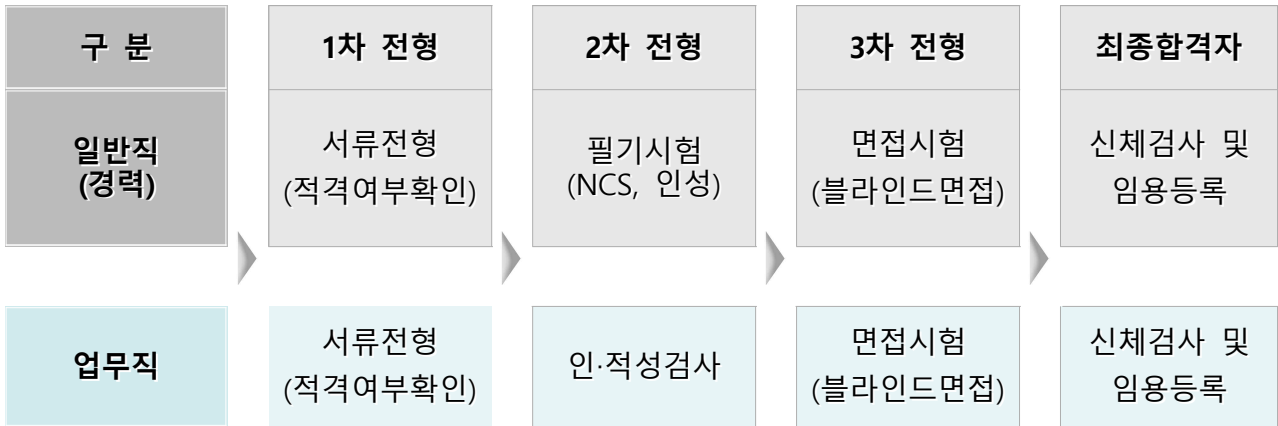 구 분
1차 전형
2차 전형
3차 전형
최종합격자
일반직
(경력)
서류전형
(적격여부확인)
필기시험
(NCS, 인성)
면접시험
(블라인드면접)
신체검사 및
임용등록
업무직
서류전형
(적격여부확인)
인·적성검사
면접시험
(블라인드면접)
신체검사 및
임용등록